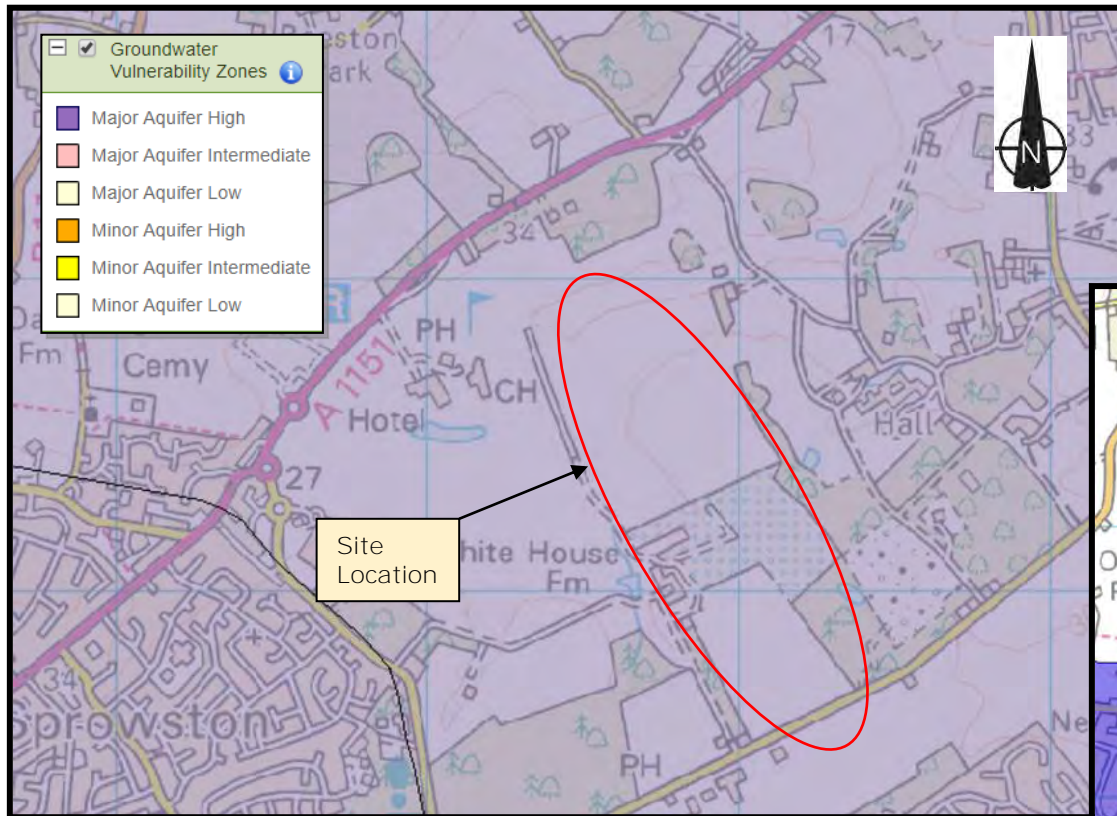 Groundwater
Vulnerability Zones
Major Aquifer High
Major Aquifer Intermediate
Major Aquifer Low
Minor Aquifer High
Minor Aquifer Intermediate
Minor Aquifer Low
17
N
33
34
PH
CH
Hotel
A 1151
Fm
Cemy
27
Hall
Site
Location
hite House
Fm
34
Sprowston
PH
Ne